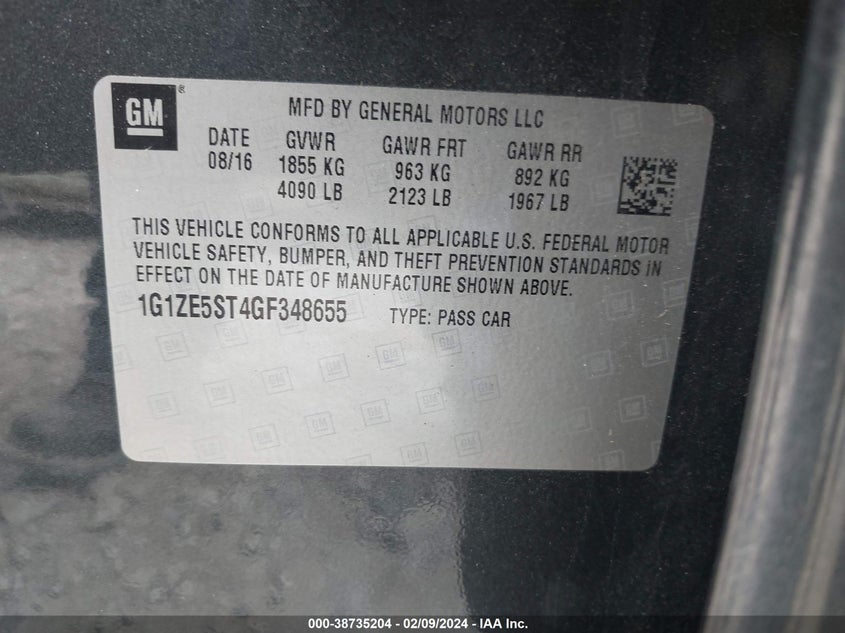 GM®
MFD BY GENERAL MOTORS LLC
DATE GVWR GAWR FRT GAWR RR
08/16 1855 KG 963 KG 892 KG
4090 LB 2123 LB 1967 LB
THIS VEHICLE CONFORMS TO ALL APPLICABLE U.S. FEDERAL MOTOR
VEHICLE SAFETY, BUMPER, AND THEFT PREVENTION STANDARDS IN
EFFECT ON THE DATE OF MANUFACTURE SHOWN ABOVE.
1G1ZE5ST4GF348655 TYPE: PASS CAR
000-38735204 - 02/09/2024 - IAA Inc.